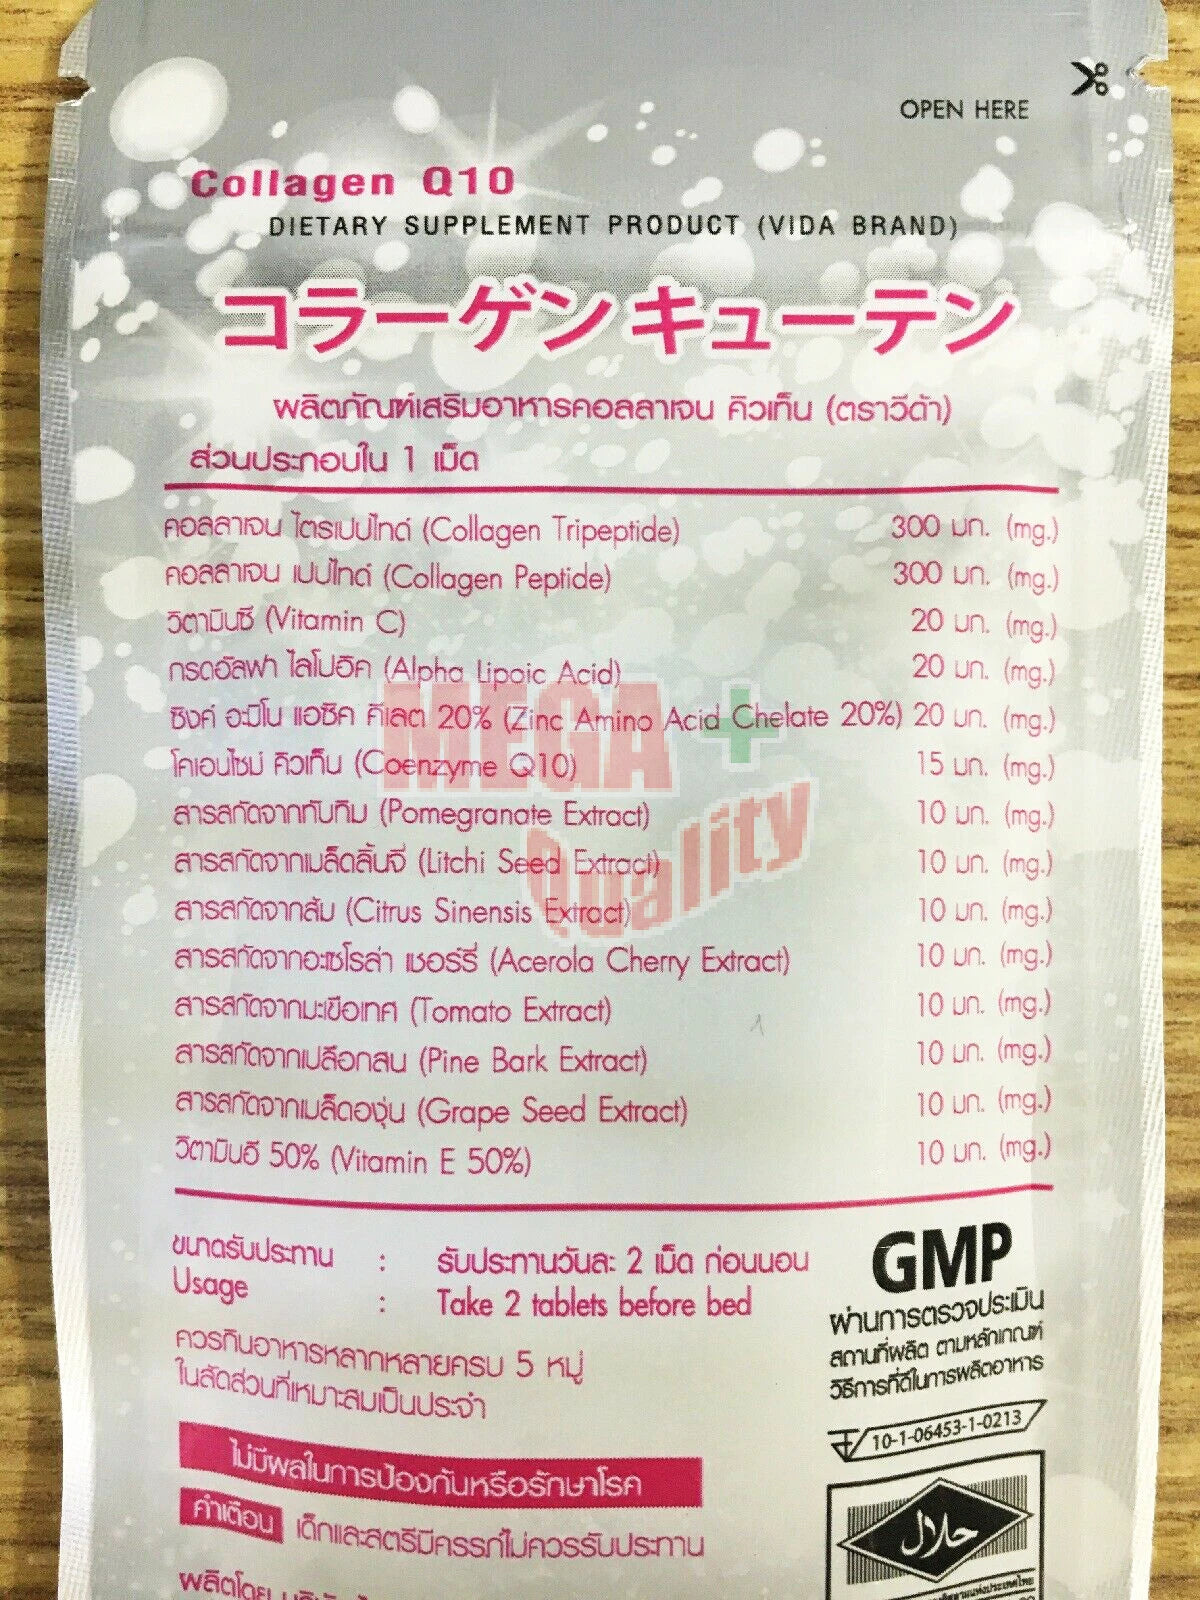 OPEN HERE
Collagen Q10
DIETARY SUPPLEMENT PRODUCT (VIDA BRAND)
コラーゲンキューテン
ผลิตภัณฑ์เสริมอาหารคอลลาเจน คิวเท็น (ตราวีด้า)
ส่วนประกอบใน 1 เม็ด
คอลลาเจน ไตรเปปไทด์ (Collagen Tripeptide) 300 มก. (mg.)
คอลลาเจน เปปไทด์ (Collagen Peptide) 300 มก. (mg.)
วิตามินซี (Vitamin C) 20 มก. (mg.)
กรดอัลฟา ไลโปอิค (Alpha Lipoic Acid) 20 มก. (mg.)
ซิงค์ อะมิโน แอซิค คีเลต 20% (Zinc Amino Acid Chelate 20%) 20 มก. (mg.)
โคเอนไซม์ คิวเท็น (Coenzyme Q10) 15 มก. (mg.)
สารสกัดจากทับทิม (Pomegranate Extract) 10 มก. (mg.)
สารสกัดจากเมล็ดลิ้นจี่ (Litchi Seed Extract) 10 มก. (mg.)
สารสกัดจากส้ม (Citrus Sinensis Extract) 10 มก. (mg.)
สารสกัดจากอะเซโรล่า เชอร์รี่ (Acerola Cherry Extract) 10 มก. (mg.)
สารสกัดจากมะเขือเทศ (Tomato Extract) 10 มก. (mg.)
สารสกัดจากเปลือกสน (Pine Bark Extract) 10 มก. (mg.)
สารสกัดจากเมล็ดองุ่น (Grape Seed Extract) 10 มก. (mg.)
วิตามินอี 50% (Vitamin E 50%) 10 มก. (mg.)
MEGA +
Quality
ขนาดรับประทาน : รับประทานวันละ 2 เม็ด ก่อนนอน
Usage : Take 2 tablets before bed
ควรกินอาหารหลากหลายครบ 5 หมู่
ในสัดส่วนที่เหมาะสมเป็นประจำ
ไม่มีผลในการป้องกันหรือรักษาโรค
คำเตือน เด็กและสตรีมีครรภ์ไม่ควรรับประทาน
ผลิตโดย
GMP
ผ่านการตรวจประเมิน
สถานที่ผลิต ตามหลักเกณฑ์
วิธีการที่ดีในการผลิตอาหาร
10-1-06453-1-0213
حلال